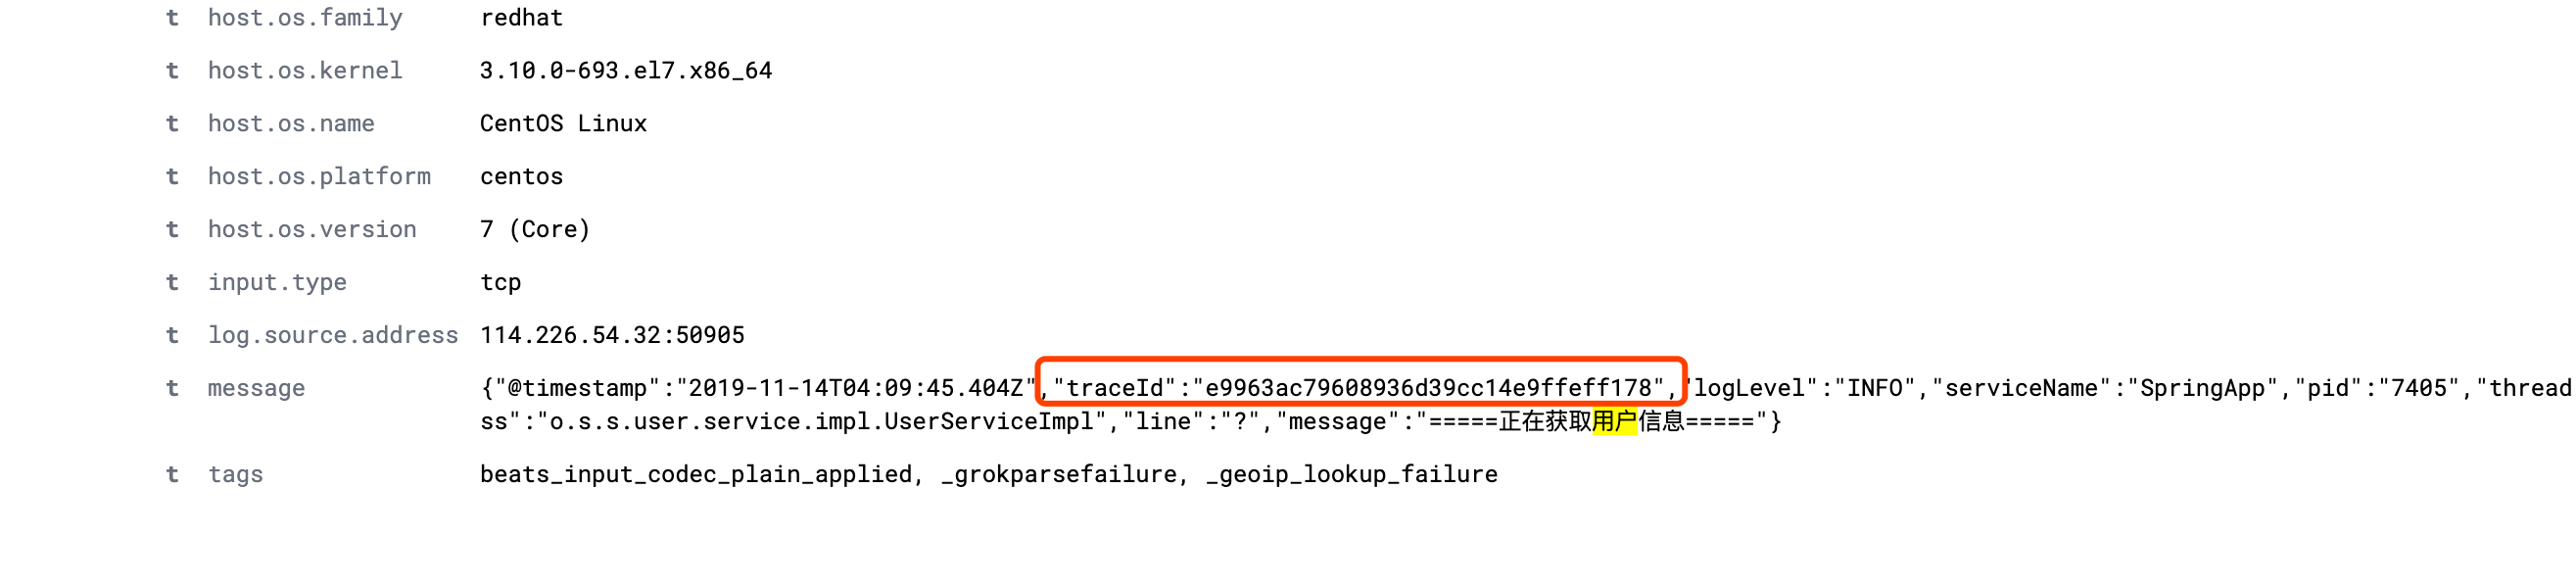 t host.os.family redhat
t host.os.kernel 3.10.0-693.el7.x86_64
t host.os.name CentOS Linux
t host.os.platform centos
t host.os.version 7 (Core)
t input.type tcp
t log.source.address 114.226.54.32:50905
t message {"@timestamp":"2019-11-14T04:09:45.404Z","traceId":"e9963ac79608936d39cc14e9ffeff178","logLevel":"INFO","serviceName":"SpringApp","pid":"7405","thread
ss":"o.s.s.user.service.impl.UserServiceImpl","line":"?","message":"=====正在获取用户信息====="}
t tags beats_input_codec_plain_applied, _grokparsefailure, _geoip_lookup_failure